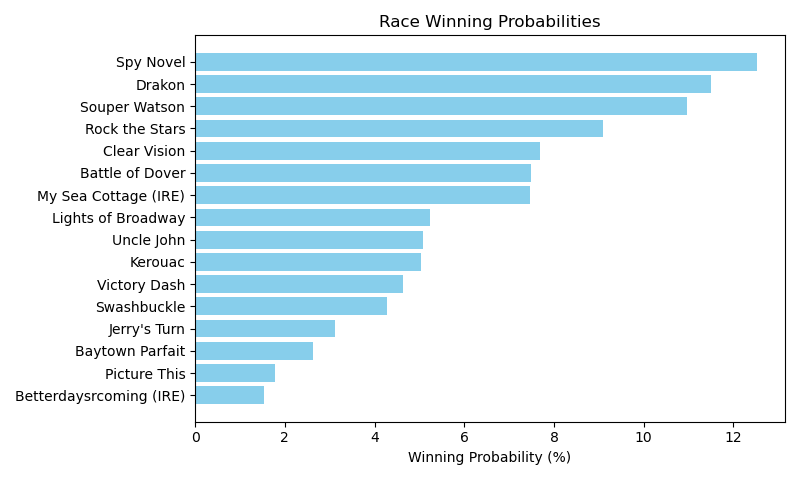 Race Winning Probabilities
Spy Novel
Drakon
Souper Watson
Rock the Stars
Clear Vision
Battle of Dover
My Sea Cottage (IRE)
Lights of Broadway
Uncle John
Kerouac
Victory Dash
Swashbuckle
Jerry's Turn
Baytown Parfait
Picture This
Betterdaysrcoming (IRE)
0 2 4 6 8 10 12
Winning Probability (%)